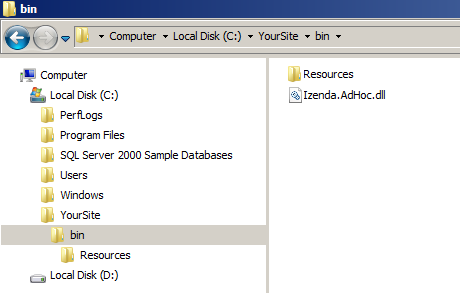 bin
Computer Local Disk (C:) YourSite bin
Computer
Local Disk (C:)
PerfLogs
Program Files
SQL Server 2000 Sample Databases
Users
Windows
YourSite
bin
Resources
Local Disk (D:)
Resources
Izenda.AdHoc.dll